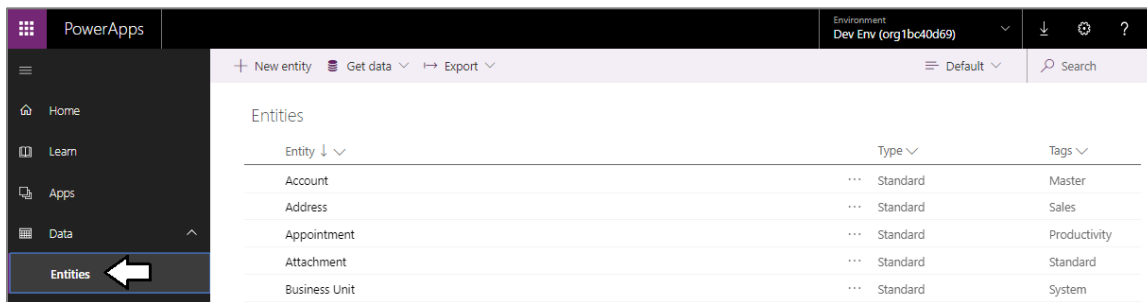 PowerApps
Environment
Dev Env (org1bc40d69)
?
New entity Get data Export Default Search
Home
Learn
Apps
Data
Entities
Entities
Entity Type Tags
Account ... Standard Master
Address ... Standard Sales
Appointment ... Standard Productivity
Attachment ... Standard Standard
Business Unit ... Standard System